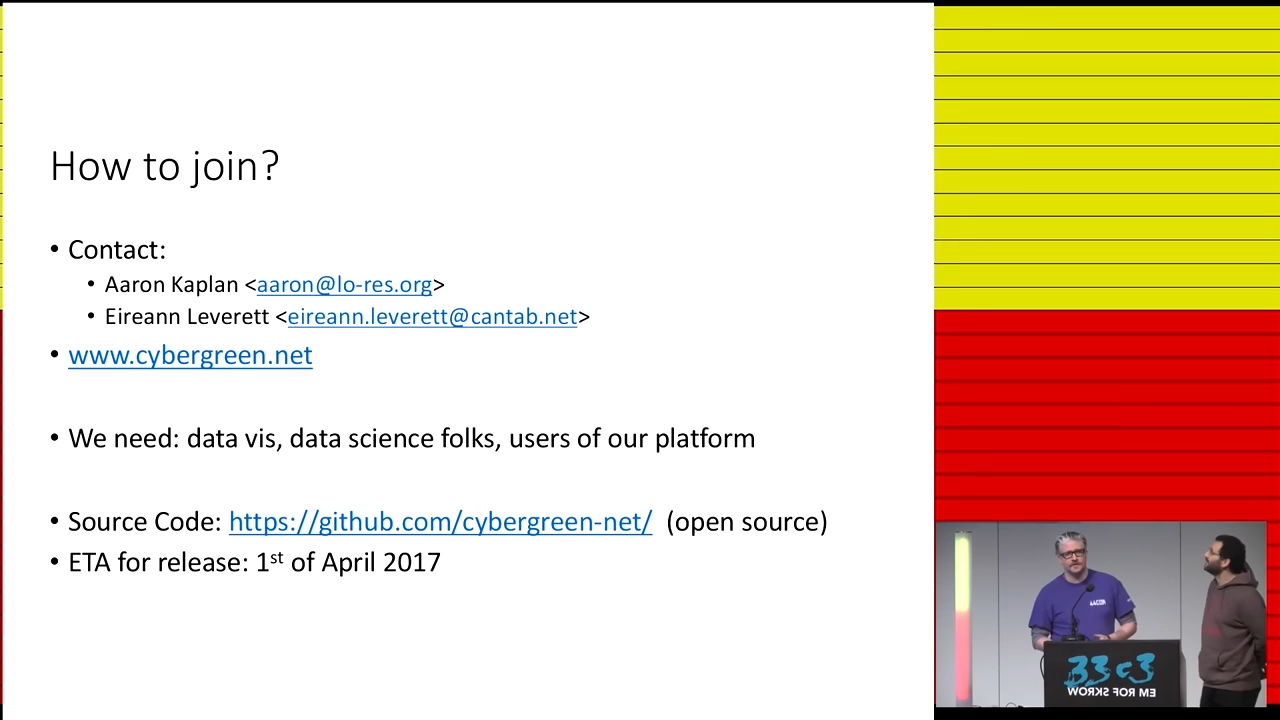 How to join?
• Contact:
• Aaron Kaplan <aaron@lo-res.org>
• Eireann Leverett <eireann.leverett@cantab.net>
• www.cybergreen.net
• We need: data vis, data science folks, users of our platform
• Source Code: https://github.com/cybergreen-net/ (open source)
• ETA for release: 1st of April 2017
33c3
WORKS FOR ME